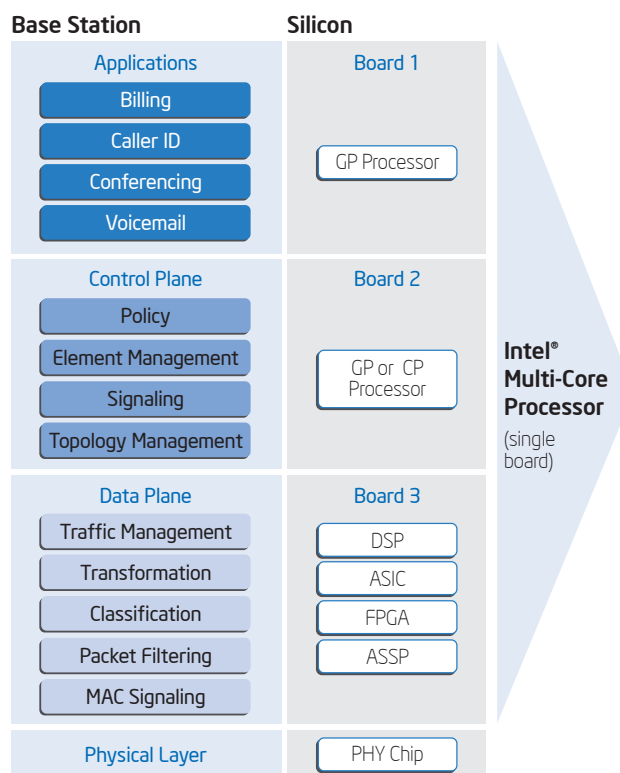 Base Station
Silicon
Applications
Board 1
Billing
Caller ID
Conferencing
Voicemail
GP Processor
Control Plane
Board 2
Policy
Element Management
Signaling
Topology Management
GP or CP
Processor
Data Plane
Board 3
Traffic Management
Transformation
Classification
Packet Filtering
MAC Signaling
DSP
ASIC
FPGA
ASSP
Physical Layer
PHY Chip
Intel®
Multi-Core
Processor
(single
board)